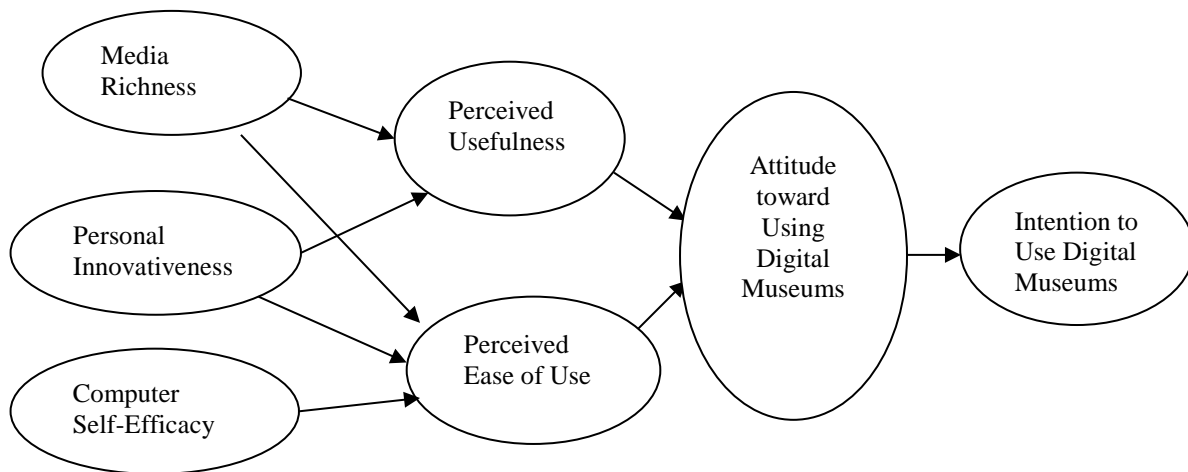 Media
Richness
Perceived
Usefulness
Personal
Innovativeness
Perceived
Ease of Use
Computer
Self-Efficacy
Attitude
toward
Using
Digital
Museums
Intention to
Use Digital
Museums